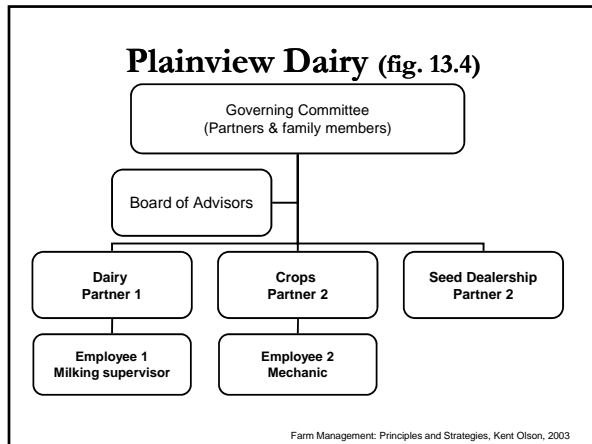 Plainview Dairy (fig. 13.4)
Governing Committee
(Partners & family members)
Board of Advisors
Dairy
Partner 1
Crops
Partner 2
Seed Dealership
Partner 2
Employee 1
Milking supervisor
Employee 2
Mechanic
Farm Management: Principles and Strategies, Kent Olson, 2003